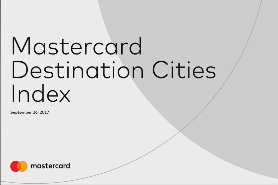 Mastercard
Destination Cities
Index
September 26, 2017
mastercard